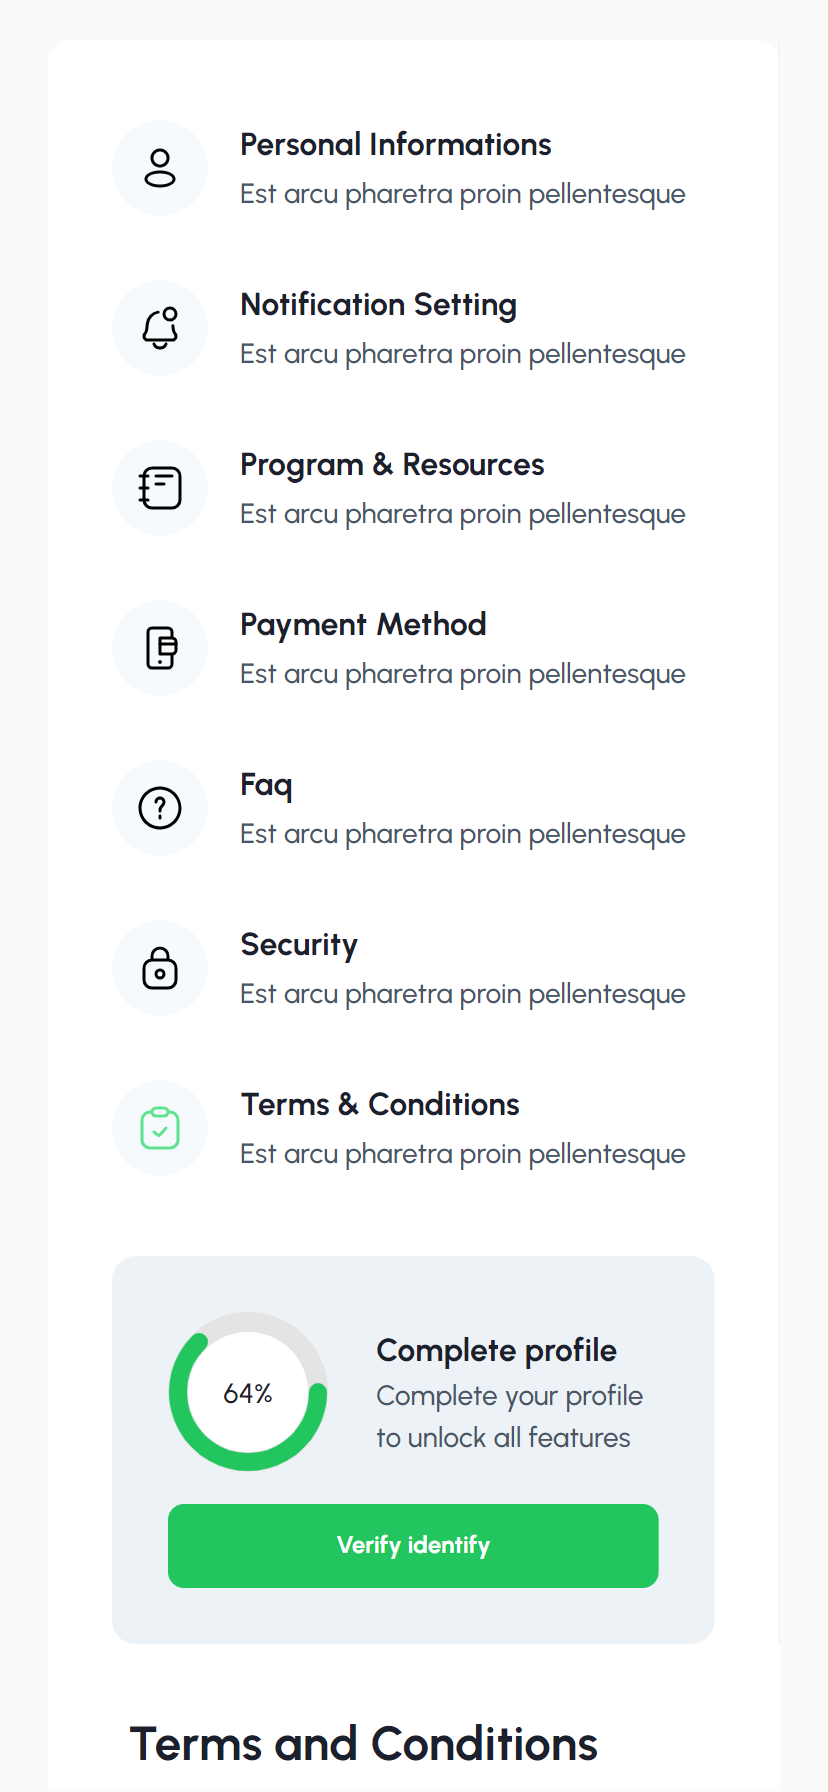 Personal Informations
Est arcu pharetra proin pellentesque
Notification Setting
Est arcu pharetra proin pellentesque
Program & Resources
Est arcu pharetra proin pellentesque
Payment Method
Est arcu pharetra proin pellentesque
Faq
Est arcu pharetra proin pellentesque
Security
Est arcu pharetra proin pellentesque
Terms & Conditions
Est arcu pharetra proin pellentesque
64%
Complete profile
Complete your profile
to unlock all features
Verify identify
Terms and Conditions